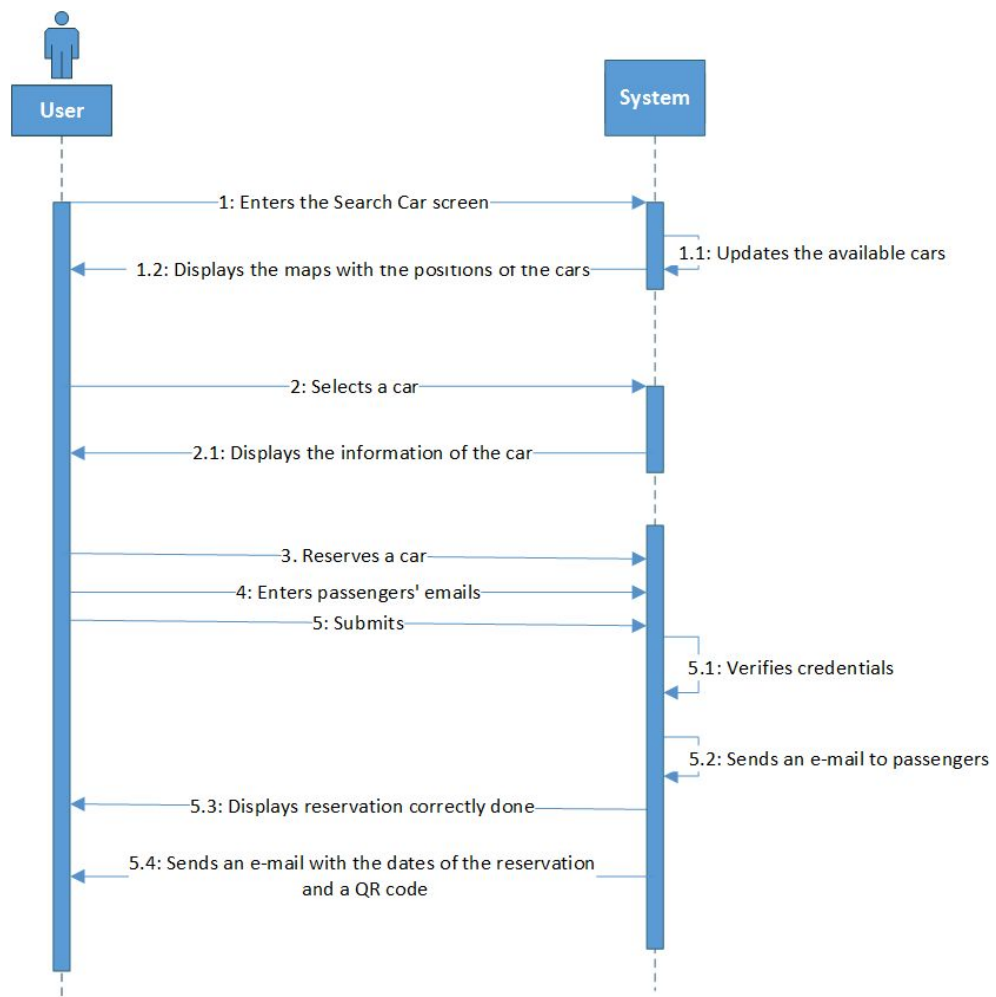 User
System
1: Enters the Search Car screen
1.1: Updates the available cars
1.2: Displays the maps with the positions of the cars
2: Selects a car
2.1: Displays the information of the car
3. Reserves a car
4: Enters passengers' emails
5: Submits
5.1: Verifies credentials
5.2: Sends an e-mail to passengers
5.3: Displays reservation correctly done
5.4: Sends an e-mail with the dates of the reservation
and a QR code